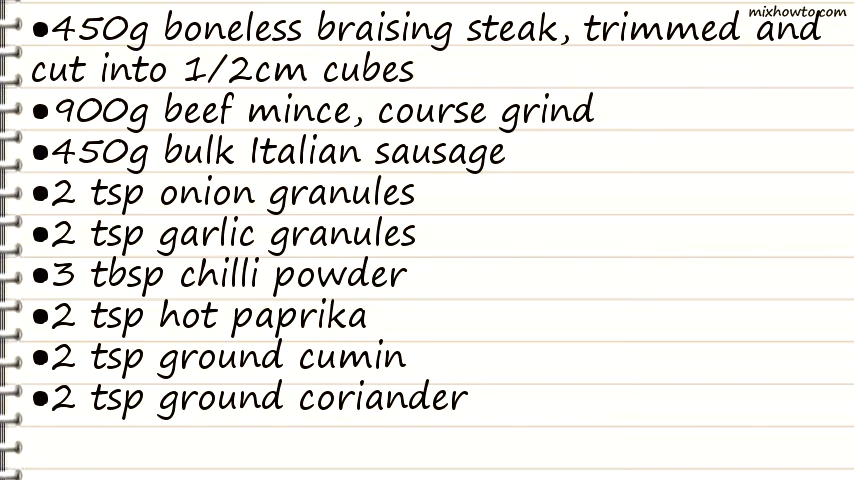 mixhowto.com
•450g boneless braising steak, trimmed and
cut into 1/2cm cubes
•900g beef mince, course grind
•450g bulk Italian sausage
•2 tsp onion granules
•2 tsp garlic granules
•3 tbsp chilli powder
•2 tsp hot paprika
•2 tsp ground cumin
•2 tsp ground coriander